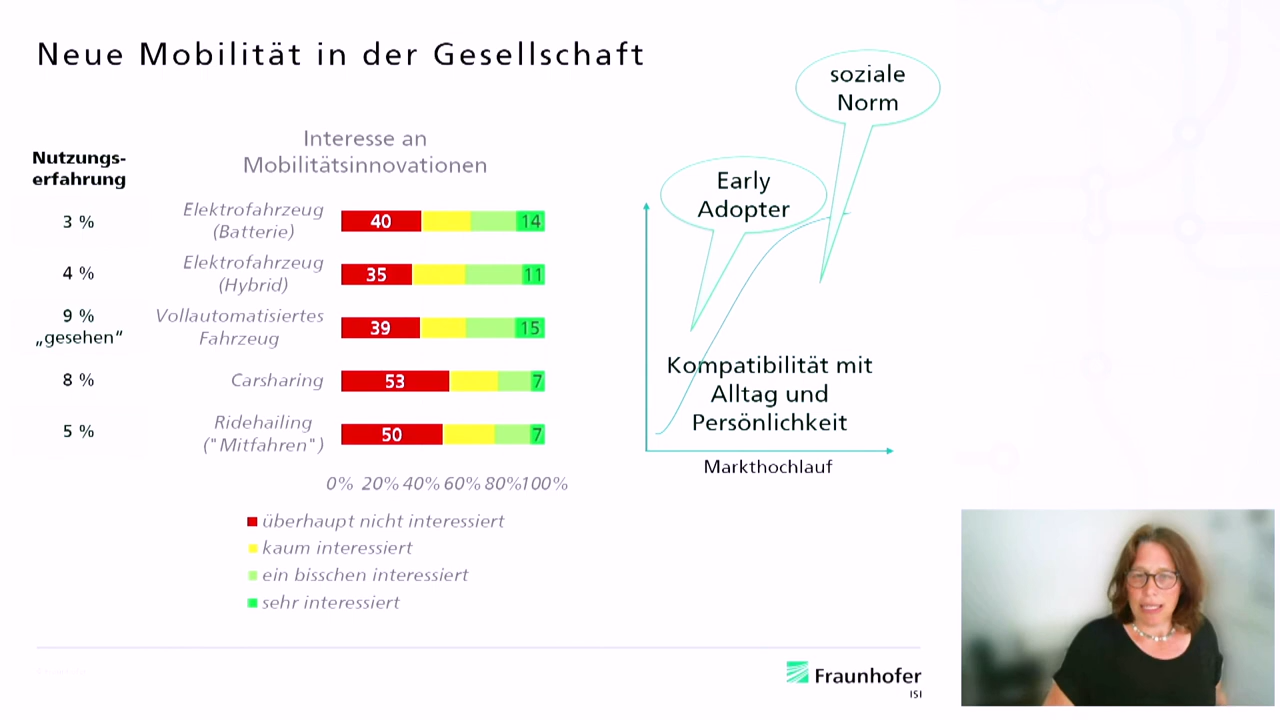 Neue Mobilität in der Gesellschaft
Nutzungs-
erfahrung
Interesse an
Mobilitätsinnovationen
3 %
Elektrofahrzeug
(Batterie)
40
14
4 %
Elektrofahrzeug
(Hybrid)
35
11
9 %
„gesehen“
Vollautomatisiertes
Fahrzeug
39
15
8 %
Carsharing
53
7
5 %
Ridehailing
("Mitfahren")
50
7
0% 20% 40% 60% 80% 100%
überhaupt nicht interessiert
kaum interessiert
ein bisschen interessiert
sehr interessiert
soziale
Norm
Early
Adopter
Kompatibilität mit
Alltag und
Persönlichkeit
Markthochlauf
Fraunhofer
ISI